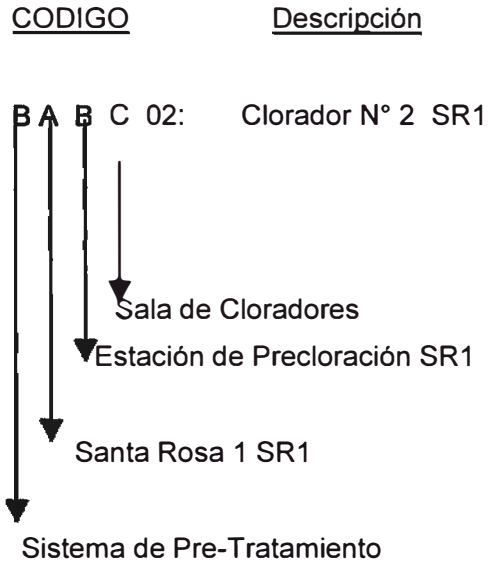 CODIGO Descripción
B A B C 02: Clorador N° 2 SR1
Sala de Cloradores
Estación de Precloración SR1
Santa Rosa 1 SR1
Sistema de Pre-Tratamiento